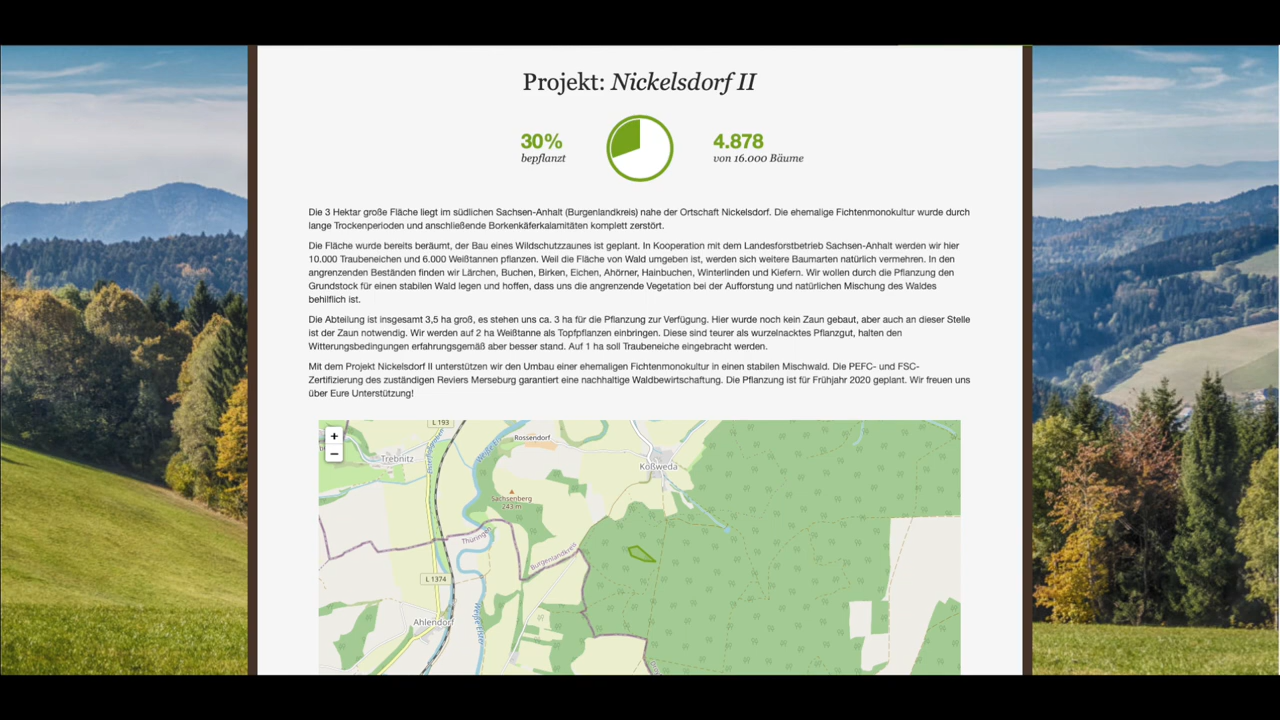 Projekt: Nickelsdorf II
30%
bepflanzt
4.878
von 16.000 Bäume
Die 3 Hektar große Fläche liegt im südlichen Sachsen-Anhalt (Burgenlandkreis) nahe der Ortschaft Nickelsdorf. Die ehemalige Fichtenmonokultur wurde durch
lange Trockenperioden und anschließende Borkenkäferkalamitäten komplett zerstört.
Die Fläche wurde bereits beräumt, der Bau eines Wildschutzzaunes ist geplant. In Kooperation mit dem Landesforstbetrieb Sachsen-Anhalt werden wir hier
10.000 Traubeneichen und 6.000 Weißtannen pflanzen. Weil die Fläche von Wald umgeben ist, werden sich weitere Baumarten natürlich vermehren. In den
angrenzenden Beständen finden wir Lärchen, Buchen, Birken, Eichen, Ahörner, Hainbuchen, Winterlinden und Kiefern. Wir wollen durch die Pflanzung den
Grundstock für einen stabilen Wald legen und hoffen, dass uns die angrenzende Vegetation bei der Aufforstung und natürlichen Mischung des Waldes
behilflich ist.
Die Abteilung ist insgesamt 3,5 ha groß, es stehen uns ca. 3 ha für die Pflanzung zur Verfügung. Hier wurde noch kein Zaun gebaut, aber auch an dieser Stelle
ist der Zaun notwendig. Wir werden auf 2 ha Weißtanne als Topfpflanzen einbringen. Diese sind teurer als wurzelnacktes Pflanzgut, halten den
Witterungsbedingungen erfahrungsgemäß aber besser stand. Auf 1 ha soll Traubeneiche eingebracht werden.
Mit dem Projekt Nickelsdorf II unterstützen wir den Umbau einer ehemaligen Fichtenmonokultur in einen stabilen Mischwald. Die PEFC- und FSC-
Zertifizierung des zuständigen Reviers Merseburg garantiert eine nachhaltige Waldbewirtschaftung. Die Pflanzung ist für Frühjahr 2020 geplant. Wir freuen uns
über Eure Unterstützung!
+
−
L 193
Rossendorf
Trebnitz
Koßweda
Sachsenberg
243 m
Thüringen
Burgenlandkreis
L 1374
Ahlendorf
Weiße Elster